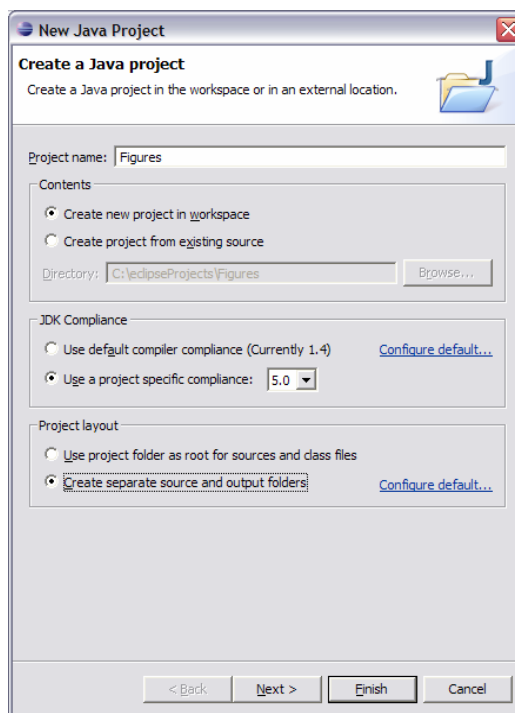 New Java Project
Create a Java project
Create a Java project in the workspace or in an external location.
Project name: Figures
Contents
Create new project in workspace
Create project from existing source
Directory: C:\eclipseProjects\Figures Browse...
JDK Compliance
Use default compiler compliance (Currently 1.4) Configure default...
Use a project specific compliance: 5.0
Project layout
Use project folder as root for sources and class files
Create separate source and output folders Configure default...
< Back Next > Finish Cancel